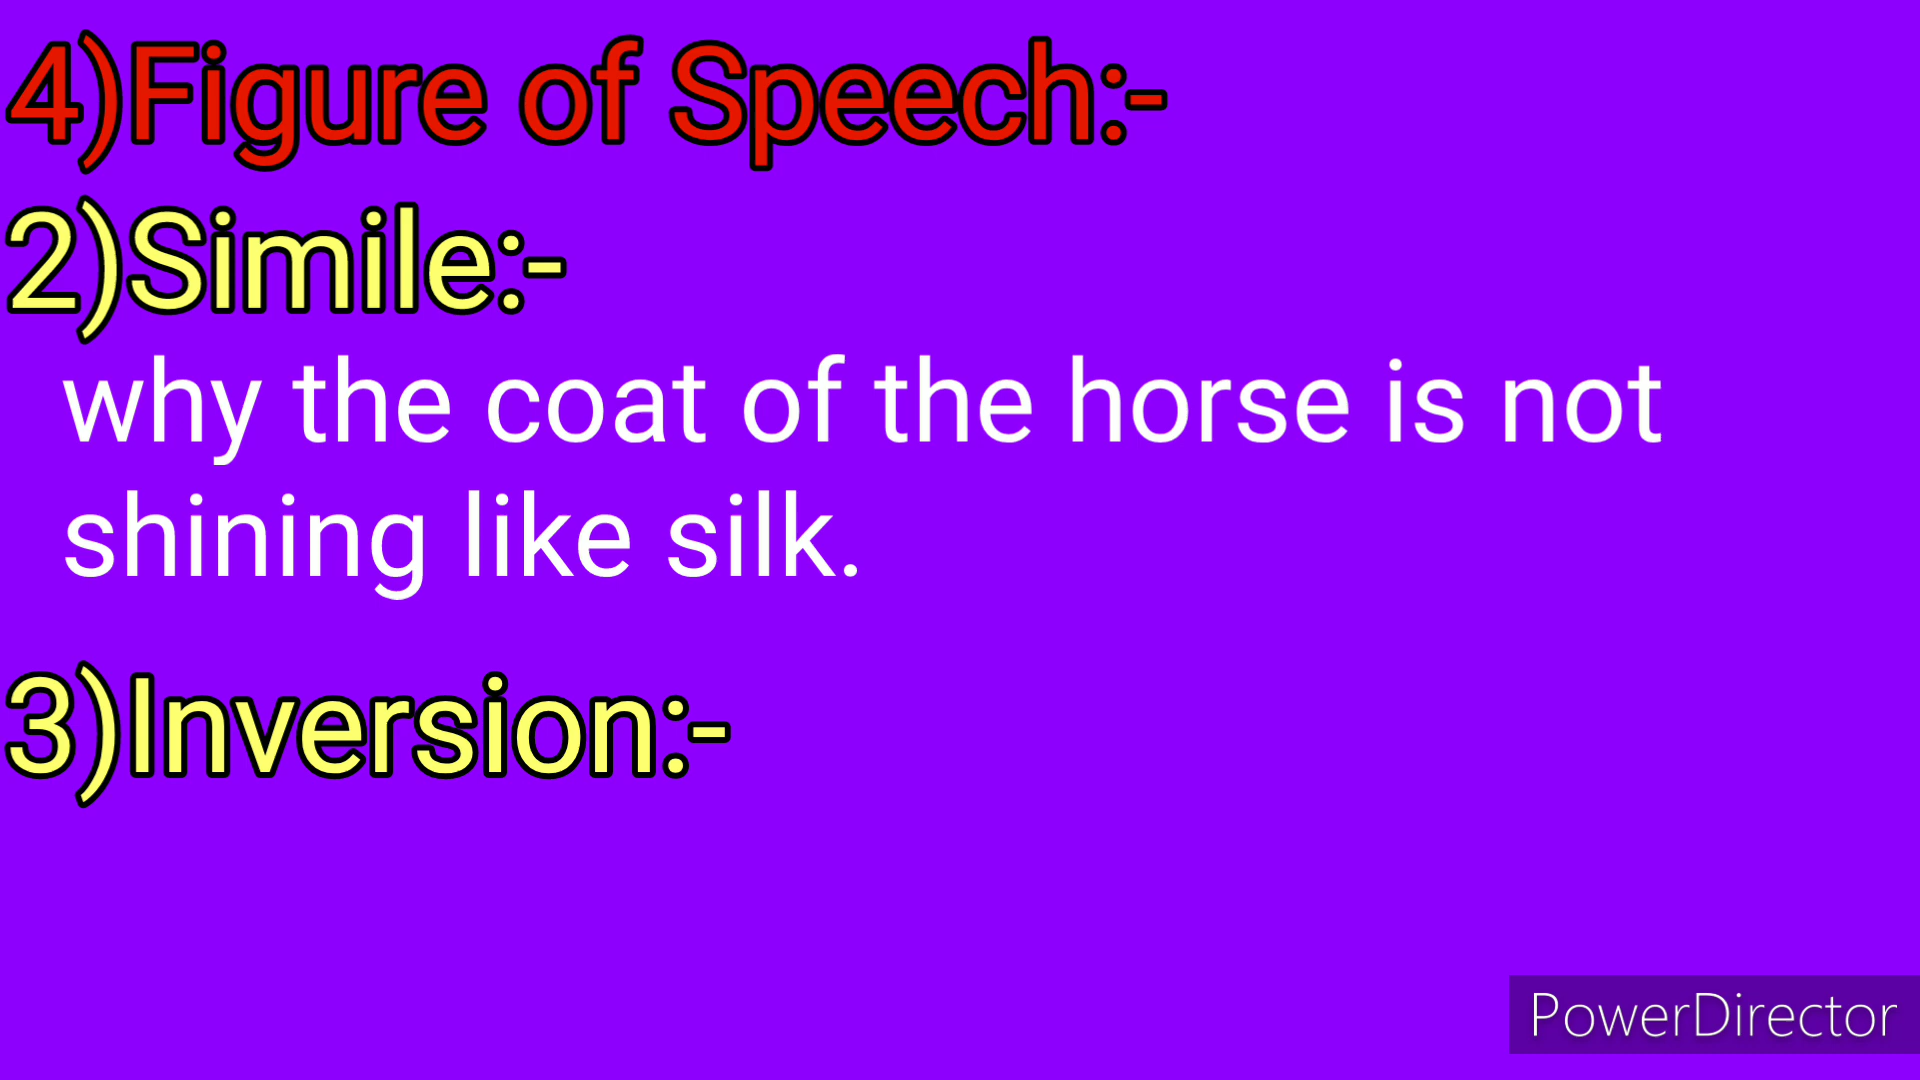 4)Figure of Speech:-
2)Simile:-
why the coat of the horse is not
shining like silk.
3)Inversion:-
PowerDirector